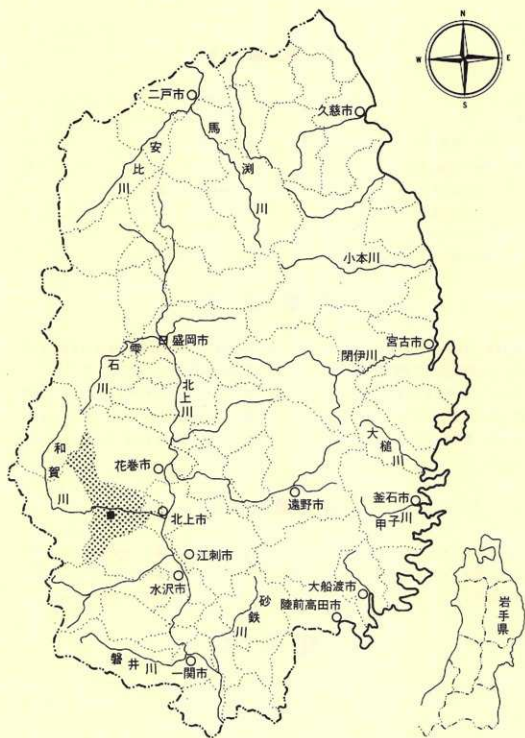 N
W
E
S
二戸市
久慈市
馬渕川
安比川
小本川
盛岡市
雫石川
宮古市
閉伊川
北上川
和賀川
大槌川
花巻市
遠野市
釜石市
甲子川
北上市
江刺市
水沢市
大船渡市
陸前高田市
砂鉄川
磐井川
一関市
岩手県